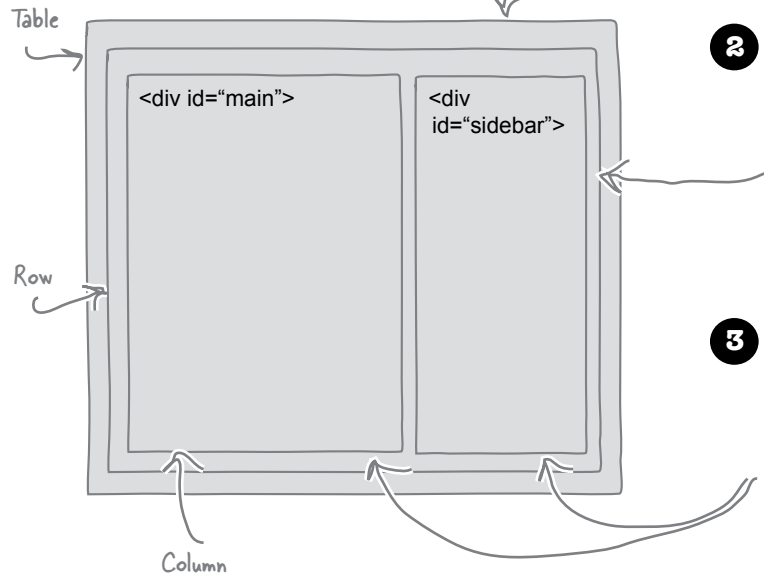 Table
2
<div id=“main”>
<div
id=“sidebar”>
Row
3
Column